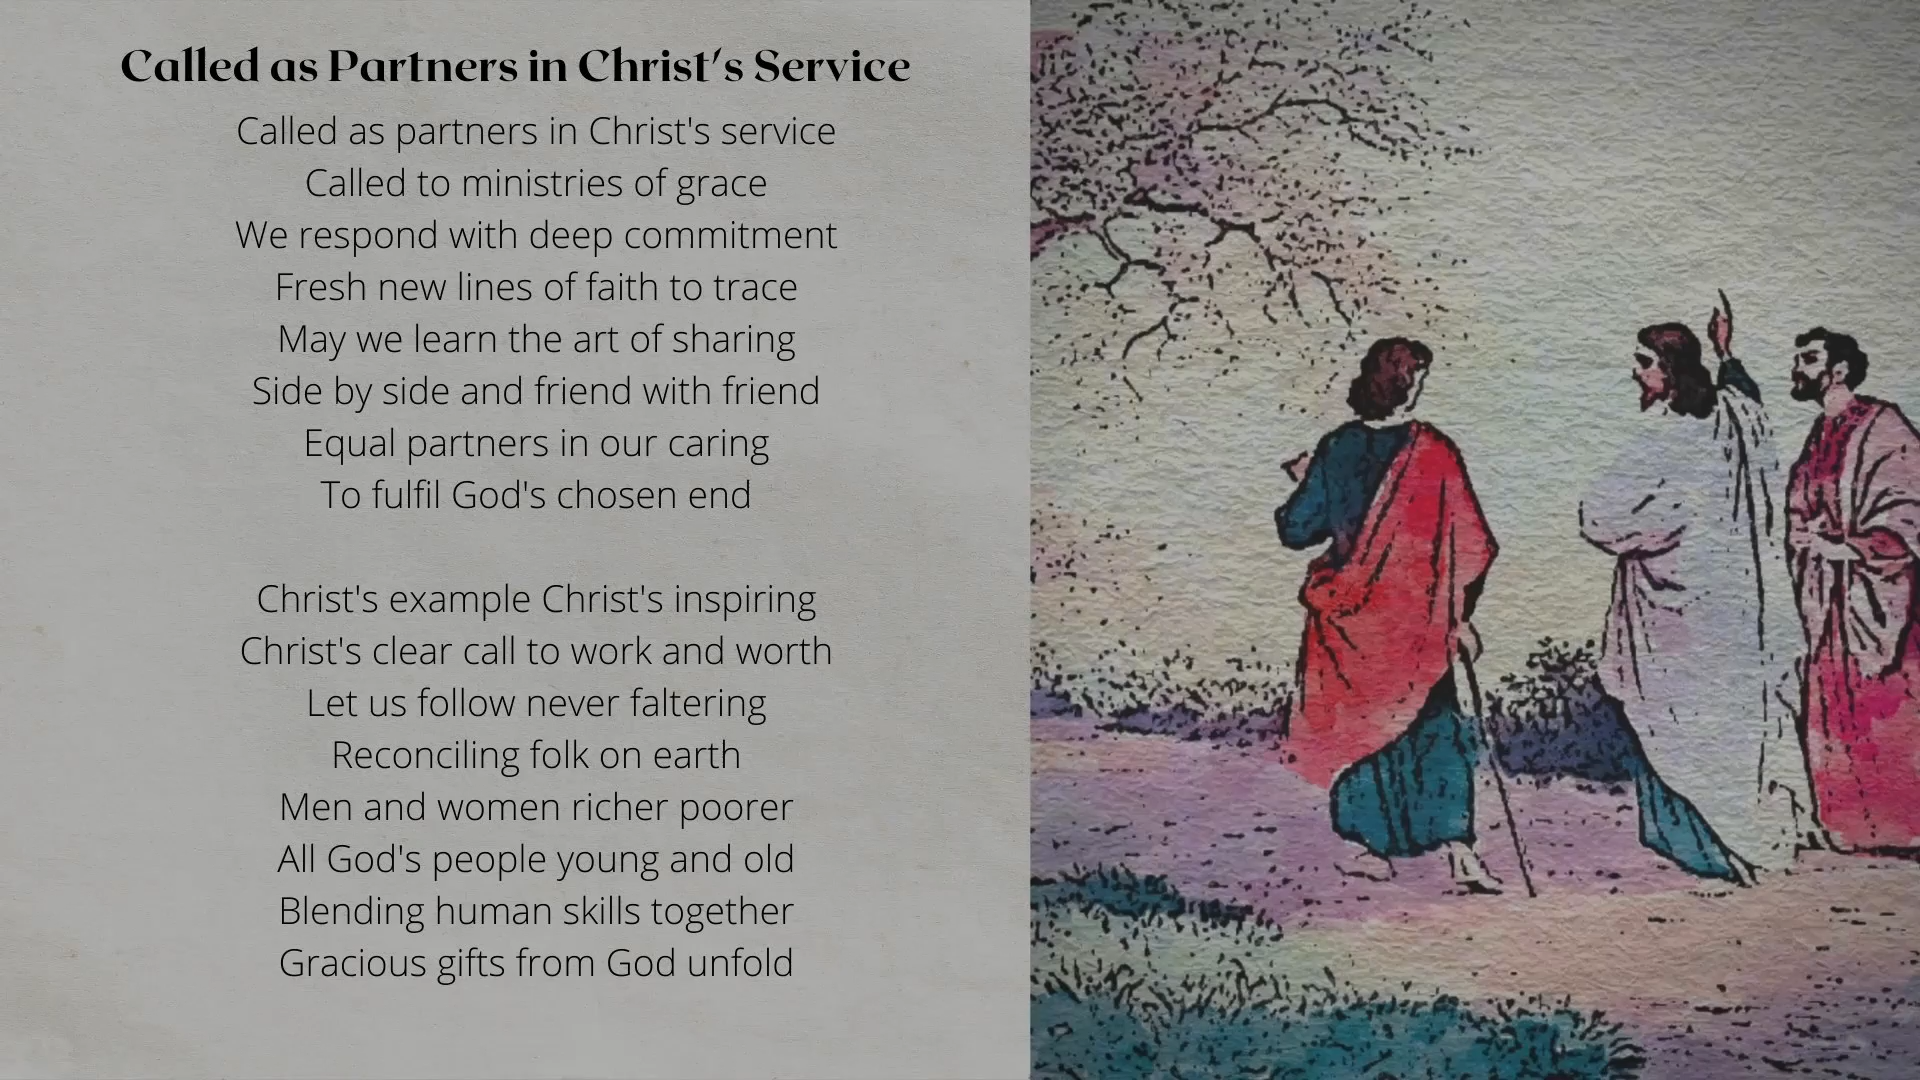 Called as Partners in Christ's Service
Called as partners in Christ's service
Called to ministries of grace
We respond with deep commitment
Fresh new lines of faith to trace
May we learn the art of sharing
Side by side and friend with friend
Equal partners in our caring
To fulfil God's chosen end
Christ's example Christ's inspiring
Christ's clear call to work and worth
Let us follow never faltering
Reconciling folk on earth
Men and women richer poorer
All God's people young and old
Blending human skills together
Gracious gifts from God unfold